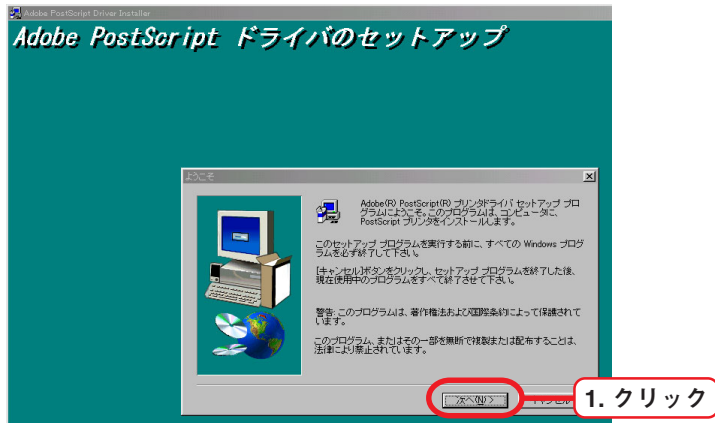 Adobe PostScript Driver Installer
Adobe PostScript ドライバのセットアップ
ようこそ
Adobe(R) PostScript(R) プリンタドライバ セットアップ プロ
グラムにようこそ。このプログラムは、コンピュータに、
PostScript プリンタをインストールします。
このセットアップ プログラムを実行する前に、すべての Windows プログ
ラムを必ず終了して下さい。
[キャンセル]ボタンをクリックし、セットアップ プログラムを終了した後、
現在使用中のプログラムをすべて終了させて下さい。
警告: このプログラムは、著作権法および国際条約によって保護されて
います。
このプログラム、またはその一部を無断で複製または配布することは、
法律により禁止されています。
次へ(N) >
1. クリック